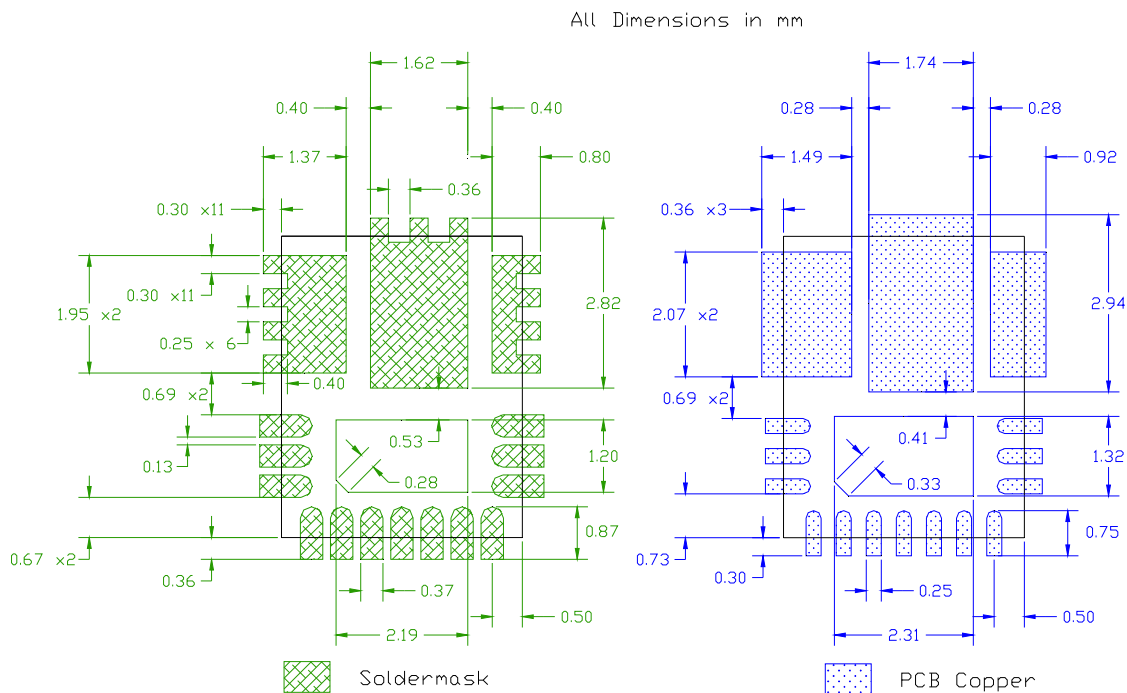 All Dimensions in mm
1.62
1.74
0.40
0.40
0.28
0.28
1.37
0.80
1.49
0.92
0.36
0.30 x11
0.36 x3
0.30 x11
1.95 x2
2.82
2.07 x2
2.94
0.25 x 6
0.40
0.69 x2
0.69 x2
0.53
0.41
0.13
1.20
1.32
0.28
0.33
0.87
0.75
0.67 x2
0.73
0.36
0.30
0.37
0.25
0.50
0.50
2.19
2.31
Soldermask
PCB Copper